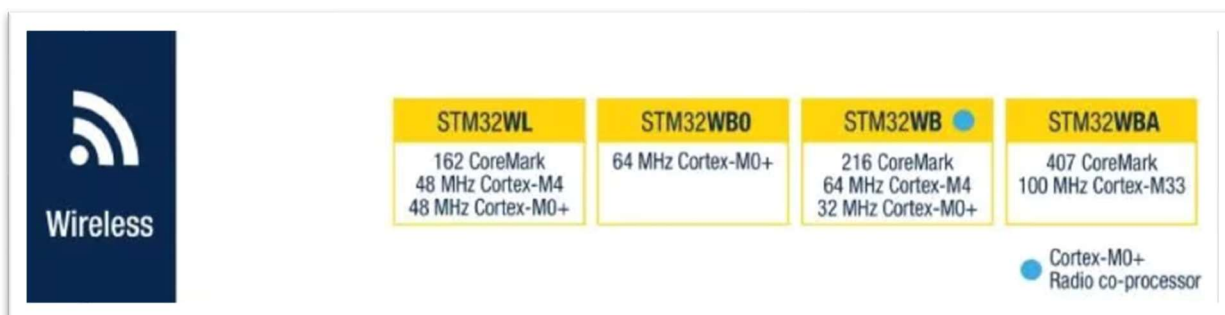 Wireless
STM32WL
162 CoreMark
48 MHz Cortex-M4
48 MHz Cortex-M0+
STM32WB0
64 MHz Cortex-M0+
STM32WB
216 CoreMark
64 MHz Cortex-M4
32 MHz Cortex-M0+
STM32WBA
407 CoreMark
100 MHz Cortex-M33
Cortex-M0+
Radio co-processor